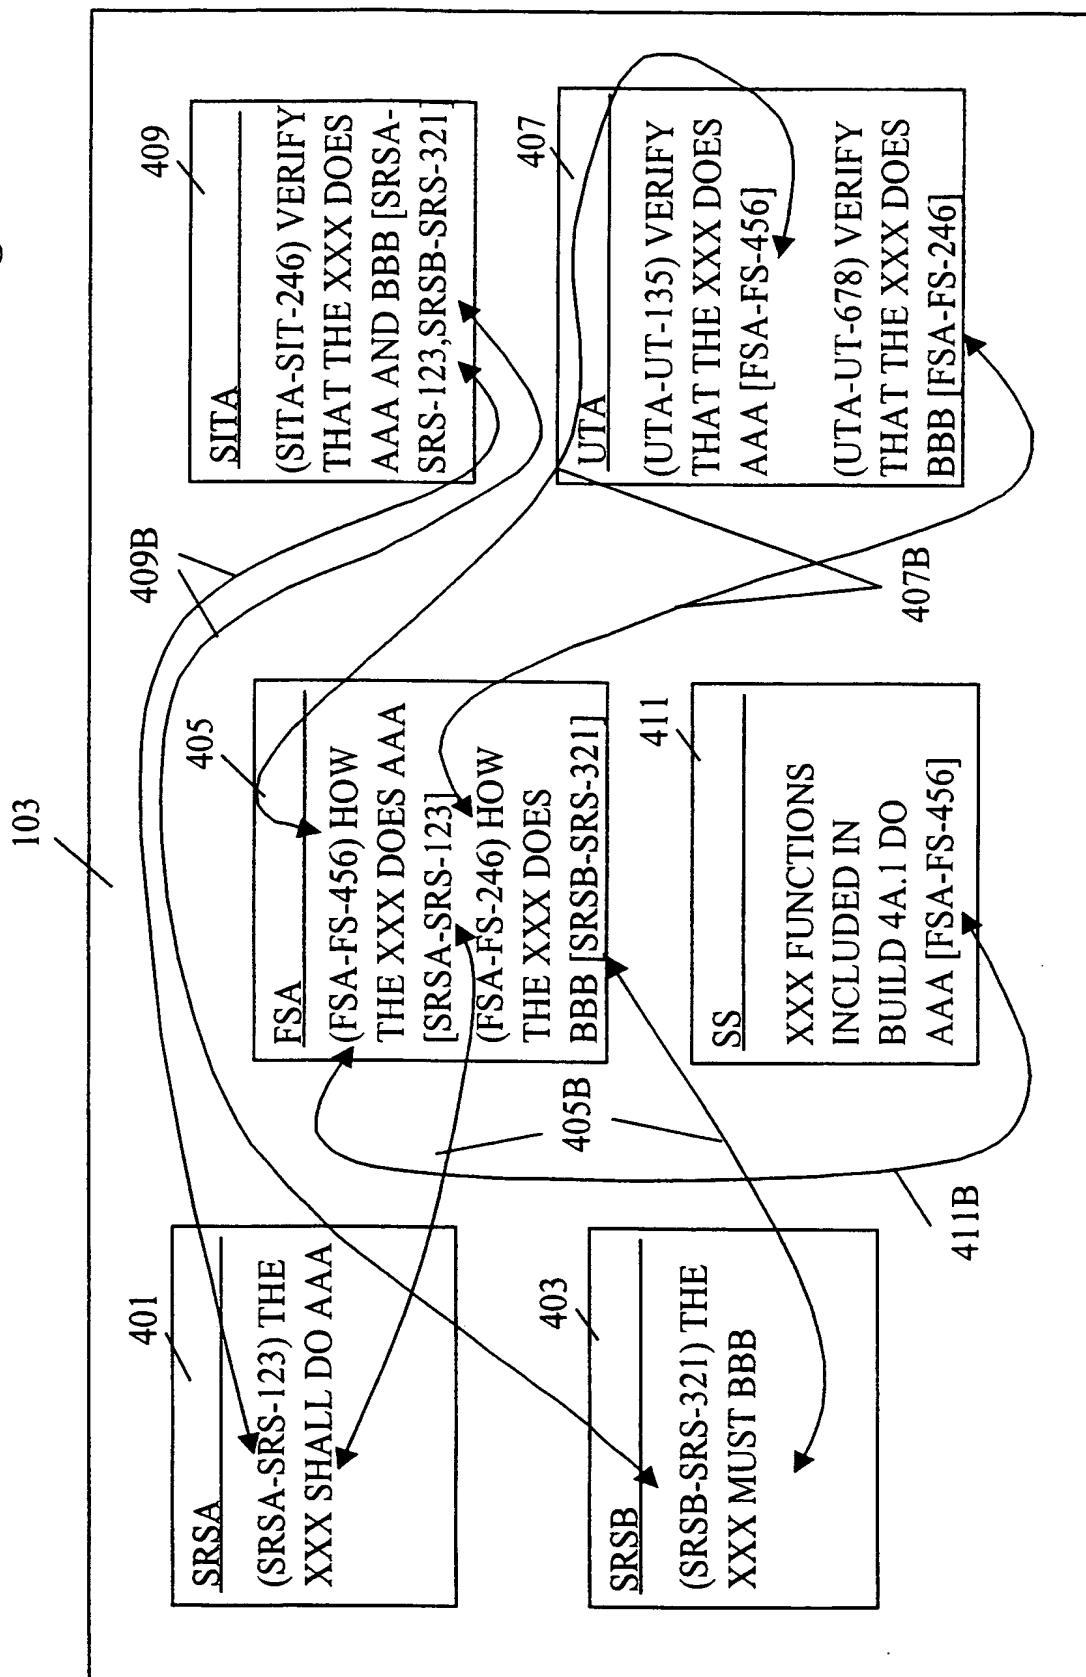 103
401
SRSA
(SRSA-SRS-123) THE
XXX SHALL DO AAA
403
SRSB
(SRSB-SRS-321) THE
XXX MUST BBB
405
FSA
(FSA-FS-456) HOW
THE XXX DOES AAA
[SRSA-SRS-123]
(FSA-FS-246) HOW
THE XXX DOES
BBB [SRSB-SRS-321]
405B
411
SS
XXX FUNCTIONS
INCLUDED IN
BUILD 4A.1 DO
AAA [FSA-FS-456]
411B
409
SITA
(SITA-SIT-246) VERIFY
THAT THE XXX DOES
AAA AND BBB [SRSA-
SRS-123,SRSB-SRS-321]
409B
407
UTA
(UTA-UT-135) VERIFY
THAT THE XXX DOES
AAA [FSA-FS-456]
(UTA-UT-678) VERIFY
THAT THE XXX DOES
BBB [FSA-FS-246]
407B